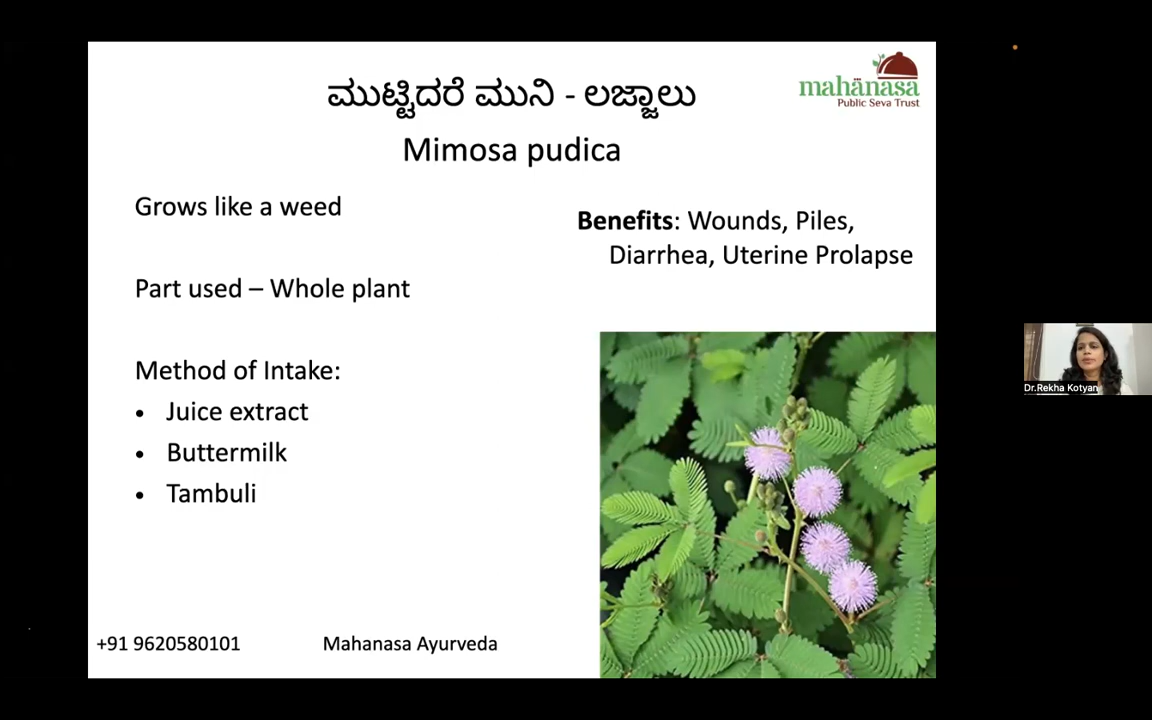 ಮುಟ್ಟಿದರೆ ಮುನಿ - ಲಜ್ಜಾಲು
mahänasa
Public Seva Trust
Mimosa pudica
Grows like a weed
Benefits: Wounds, Piles,
Diarrhea, Uterine Prolapse
Part used – Whole plant
Method of Intake:
• Juice extract
• Buttermilk
• Tambuli
Dr.Rekha Kotyan
+91 9620580101
Mahanasa Ayurveda